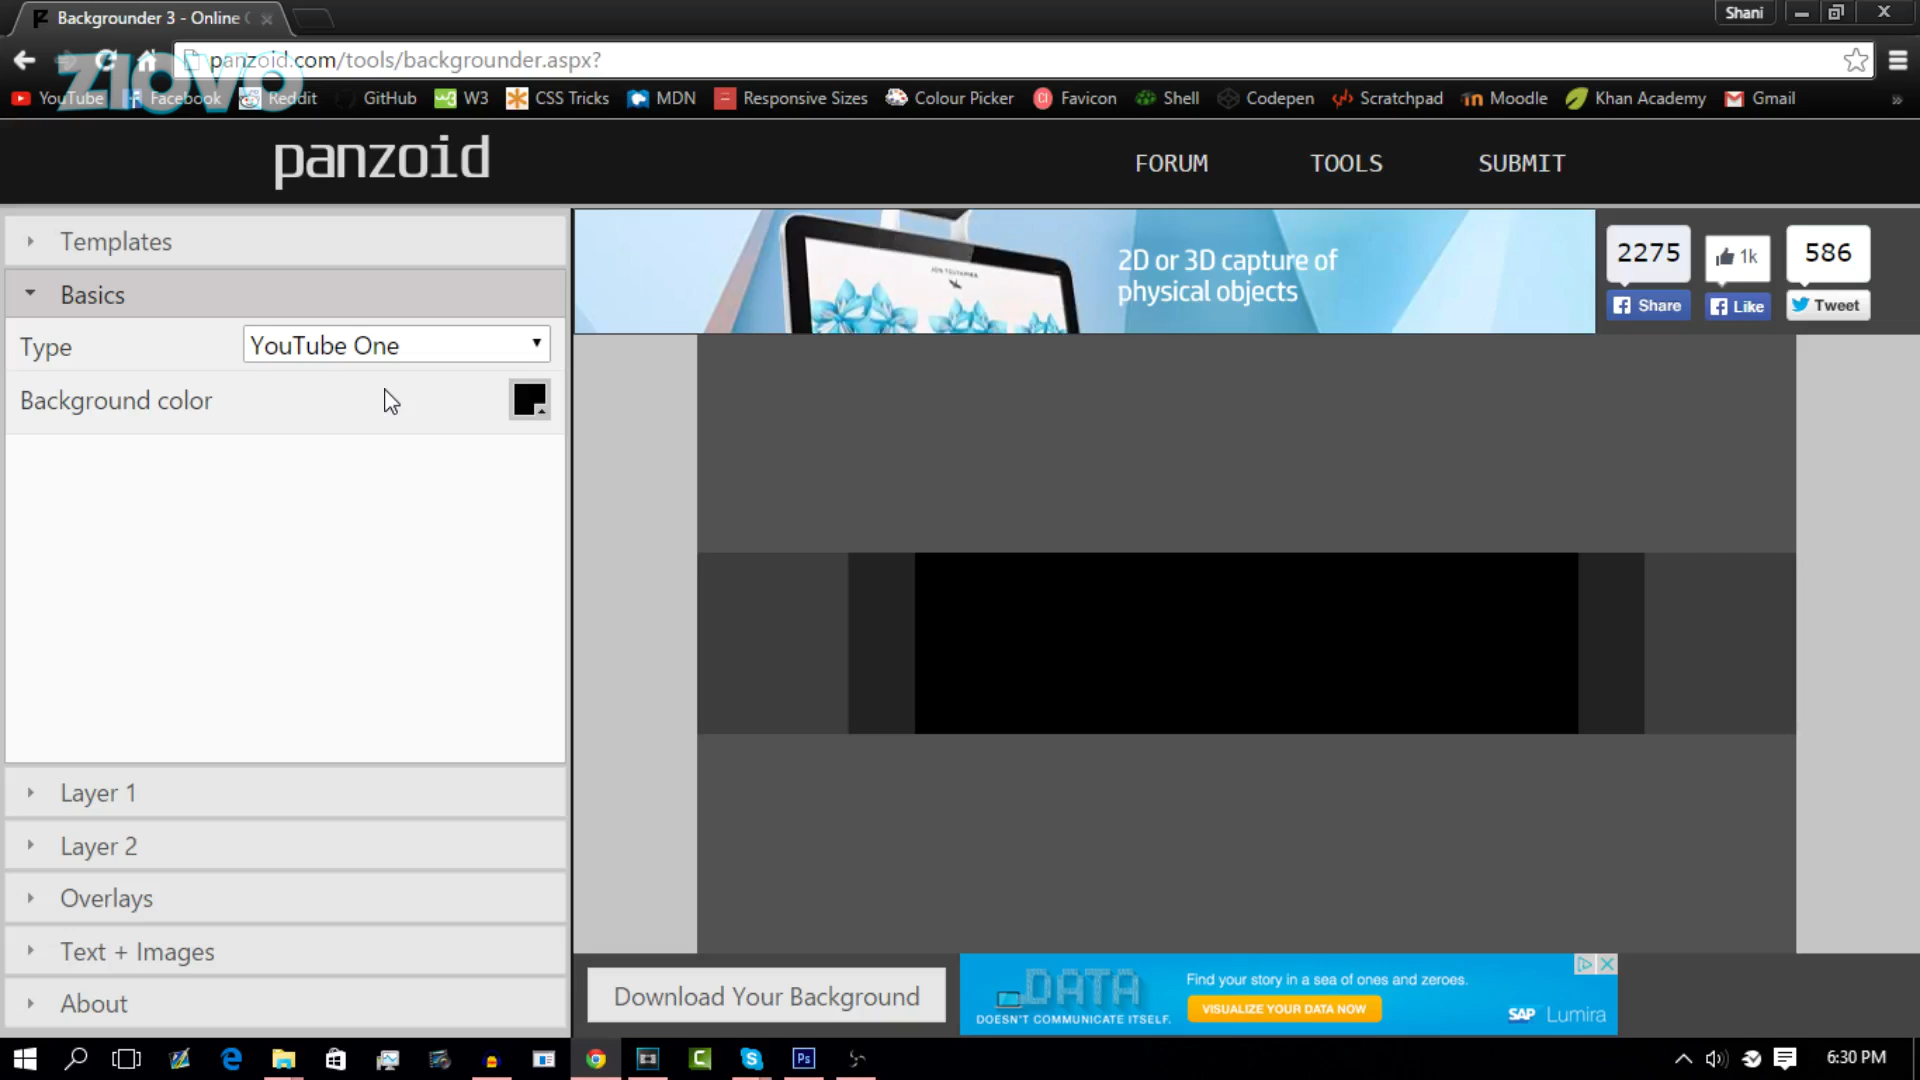 Backgrounder 3 - Online
Shani
panzoid.com/tools/backgrounder.aspx?
ZIOVO
YouTube Facebook Reddit GitHub W3 CSS Tricks MDN Responsive Sizes Colour Picker Favicon Shell Codepen Scratchpad Moodle Khan Academy Gmail
panzoid
FORUM TOOLS SUBMIT
Templates
Basics
Type YouTube One
Background color
Layer 1
Layer 2
Overlays
Text + Images
About
2D or 3D capture of
physical objects
2275 1k 586
Share Like Tweet
Download Your Background
DATA
DOESN'T COMMUNICATE ITSELF.
Find your story in a sea of ones and zeroes.
VISUALIZE YOUR DATA NOW
SAP Lumira
6:30 PM